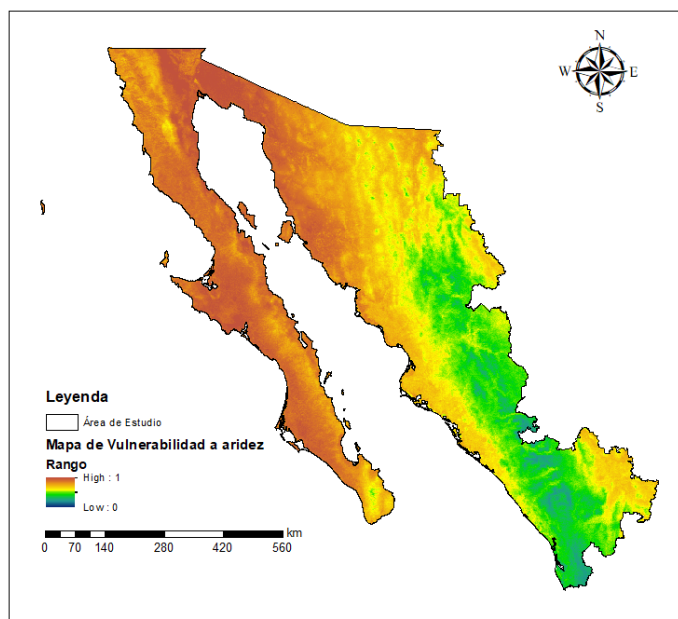 N
W E
S
Leyenda
Área de Estudio
Mapa de Vulnerabilidad a aridez
Rango
High : 1
Low : 0
km
0 70 140 280 420 560